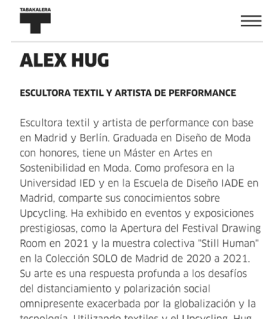 TABAKALERA
ALEX HUG
ESCULTORA TEXTIL Y ARTISTA DE PERFORMANCE
Escultora textil y artista de performance con base
en Madrid y Berlín. Graduada en Diseño de Moda
con honores, tiene un Máster en Artes en
Sostenibilidad en Moda. Como profesora en la
Universidad IED y en la Escuela de Diseño IADE en
Madrid, comparte sus conocimientos sobre
Upcycling. Ha exhibido en eventos y exposiciones
prestigiosas, como la Apertura del Festival Drawing
Room en 2021 y la muestra colectiva "Still Human"
en la Colección SOLO de Madrid de 2020 a 2021.
Su arte es una respuesta profunda a los desafíos
del distanciamiento y polarización social
omnipresente exacerbada por la globalización y la
tecnología. Utilizando textiles y el Upcycling, Hug